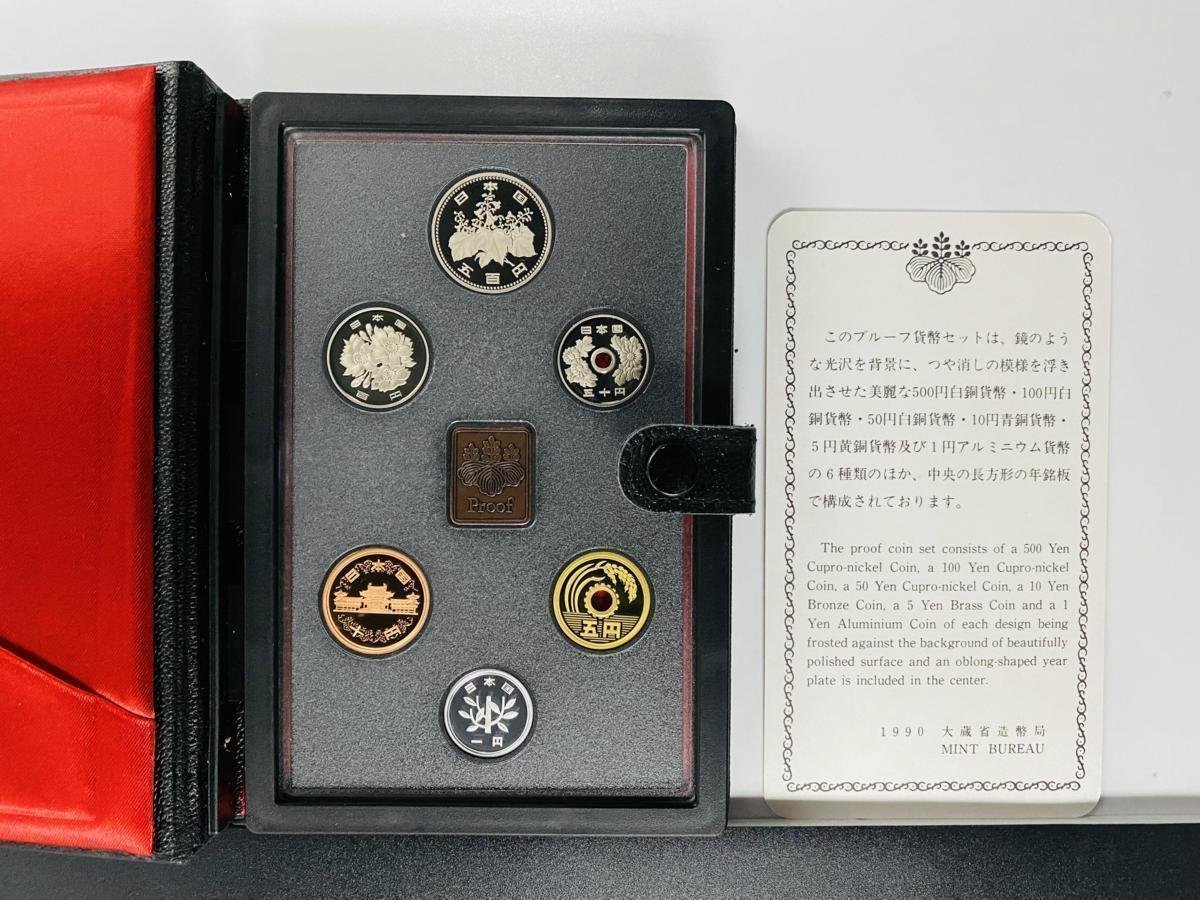 日本国
五百円
日本国
百円
日本国
五十円
Proof
日本国
十円
五円
日本国
一円
このプルーフ貨幣セットは、鏡のよう
な光沢を背景に、つや消しの模様を浮き
出させた美麗な500円白銅貨幣・100円白
銅貨幣・50円白銅貨幣・10円青銅貨幣・
5円黄銅貨幣及び1円アルミニウム貨幣
の6種類のほか、中央の長方形の年銘板
で構成されております。
The proof coin set consists of a 500 Yen
Cupro-nickel Coin, a 100 Yen Cupro-nickel
Coin, a 50 Yen Cupro-nickel Coin, a 10 Yen
Bronze Coin, a 5 Yen Brass Coin and a 1
Yen Aluminium Coin of each design being
frosted against the background of beautifully
polished surface and an oblong-shaped year
plate is included in the center.
1990 大蔵省造幣局
MINT BUREAU